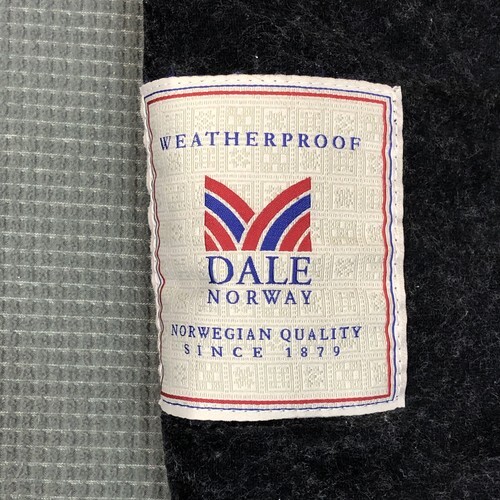 WEATHERPROOF
DALE
NORWAY
NORWEGIAN QUALITY
SINCE 1879